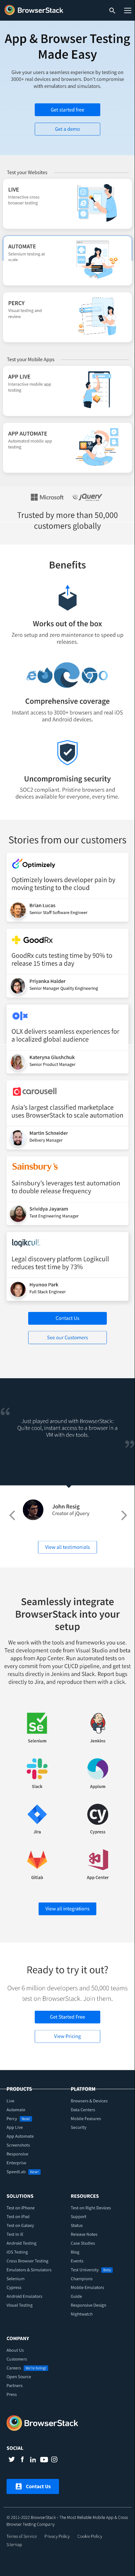 BrowserStack
App & Browser Testing
Made Easy
Give your users a seamless experience by testing on
3000+ real devices and browsers. Don't compromise
with emulators and simulators.
Get started free
Get a demo
Test your Websites
LIVE
Interactive cross
browser testing
AUTOMATE
Selenium testing at
scale
PERCY
Visual testing and
review
Test your Mobile Apps
APP LIVE
Interactive mobile app
testing
APP AUTOMATE
Automated mobile app
testing
Microsoft
jQuery
Trusted by more than 50,000
customers globally
Benefits
Works out of the box
Zero setup and zero maintenance to speed up
releases.
Comprehensive coverage
Instant access to 3000+ browsers and real iOS
and Android devices.
Uncompromising security
SOC2 compliant. Pristine browsers and
devices available for everyone, every time.
Stories from our customers
Optimizely
Optimizely lowers developer pain by
moving testing to the cloud
Brian Lucas
Senior Staff Software Engineer
GoodRx
GoodRx cuts testing time by 90% to
release 15 times a day
Priyanka Halder
Senior Manager Quality Engineering
olx
OLX delivers seamless experiences for
a localized global audience
Kateryna Glushchuk
Senior Product Manager
carousell
Asia's largest classified marketplace
uses BrowserStack to scale automation
Martin Schneider
Delivery Manager
Sainsbury's
Sainsbury's leverages test automation
to double release frequency
Srividya Jayaram
Test Engineering Manager
logikcull
Legal discovery platform Logikcull
reduces test time by 73%
Hyunoo Park
Full Stack Engineer
Contact Us
See our Customers
Just played around with BrowserStack.
Quite cool, instant access to a browser in a
VM with dev tools.
John Resig
Creator of jQuery
View all testimonials
Seamlessly integrate
BrowserStack into your
setup
We work with the tools and frameworks you use.
Test code right from Visual Studio and test beta
apps from App Center. Run automated tests on
every commit from your CI/CD pipeline, and get test
results directly in Jenkins and Slack. Report bugs
directly to Jira, and reproduce them with a click.
Selenium
Jenkins
Slack
Appium
Jira
Cypress
Gitlab
App Center
View all integrations
Ready to try it out?
Over 6 million developers and 50,000 teams
test on BrowserStack. Join them.
Get Started Free
View Pricing
PRODUCTS
Live
Automate
Percy New
App Live
App Automate
Screenshots
Responsive
Enterprise
SpeedLab New
PLATFORM
Browsers & Devices
Data Centers
Mobile Features
Security
SOLUTIONS
Test on iPhone
Test on iPad
Test on Galaxy
Test In IE
Android Testing
iOS Testing
Cross Browser Testing
Emulators & Simulators
Selenium
Cypress
Android Emulators
Visual Testing
RESOURCES
Test on Right Devices
Support
Status
Release Notes
Case Studies
Blog
Events
Test University Beta
Champions
Mobile Emulators
Guide
Responsive Design
Nightwatch
COMPANY
About Us
Customers
Careers We're hiring!
Open Source
Partners
Press
BrowserStack
SOCIAL
Contact Us
© 2011-2022 BrowserStack - The Most Reliable Mobile App & Cross
Browser Testing Company
Terms of Service Privacy Policy Cookie Policy
Sitemap